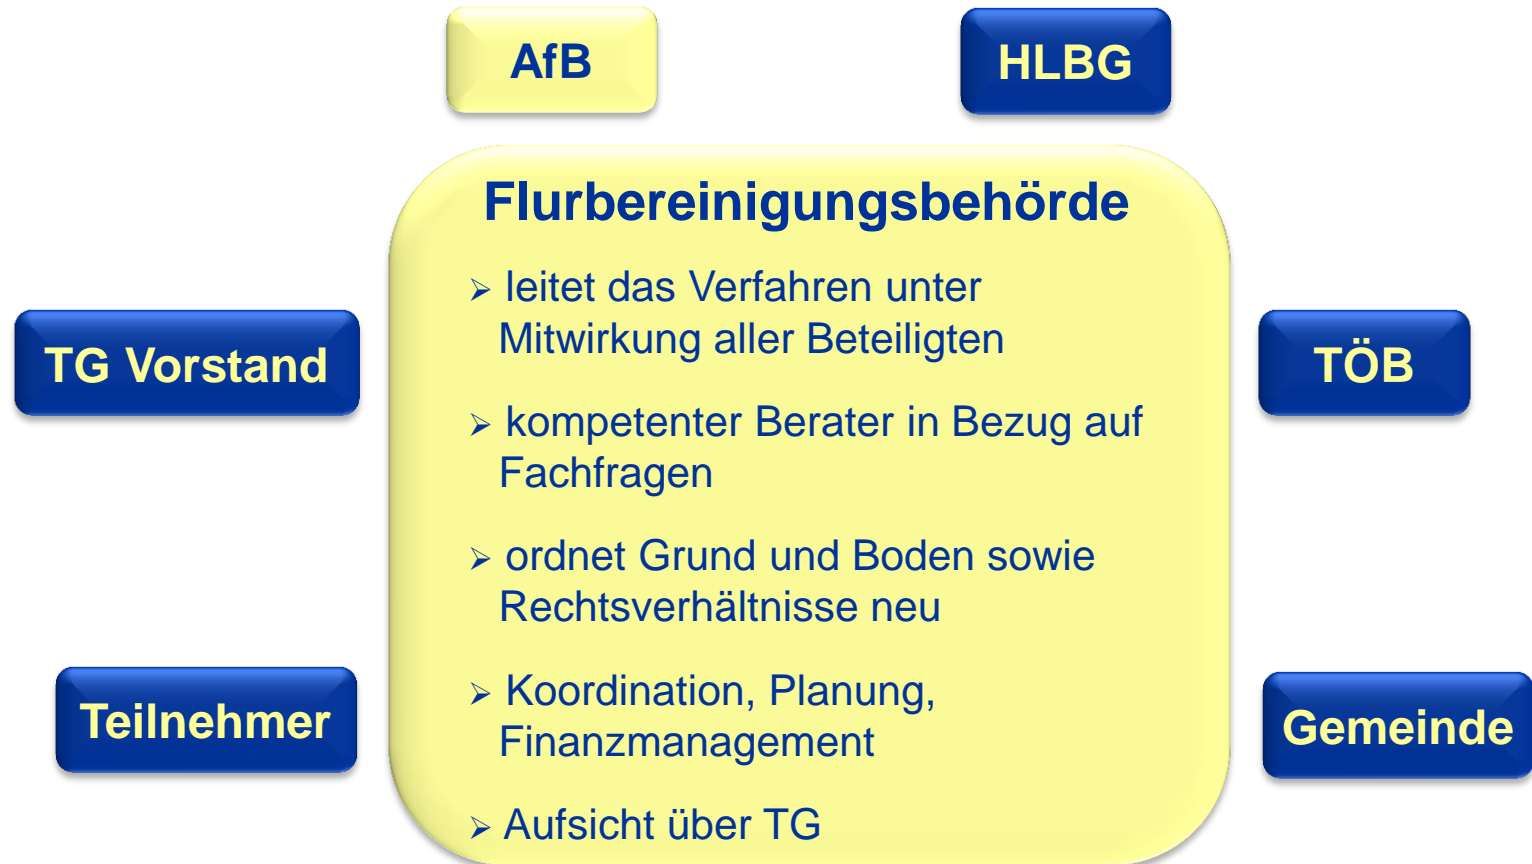 AfB
HLBG
Flurbereinigungsbehörde
➢ leitet das Verfahren unter
Mitwirkung aller Beteiligten
➢ kompetenter Berater in Bezug auf
Fachfragen
➢ ordnet Grund und Boden sowie
Rechtsverhältnisse neu
➢ Koordination, Planung,
Finanzmanagement
➢ Aufsicht über TG
TG Vorstand
TÖB
Teilnehmer
Gemeinde